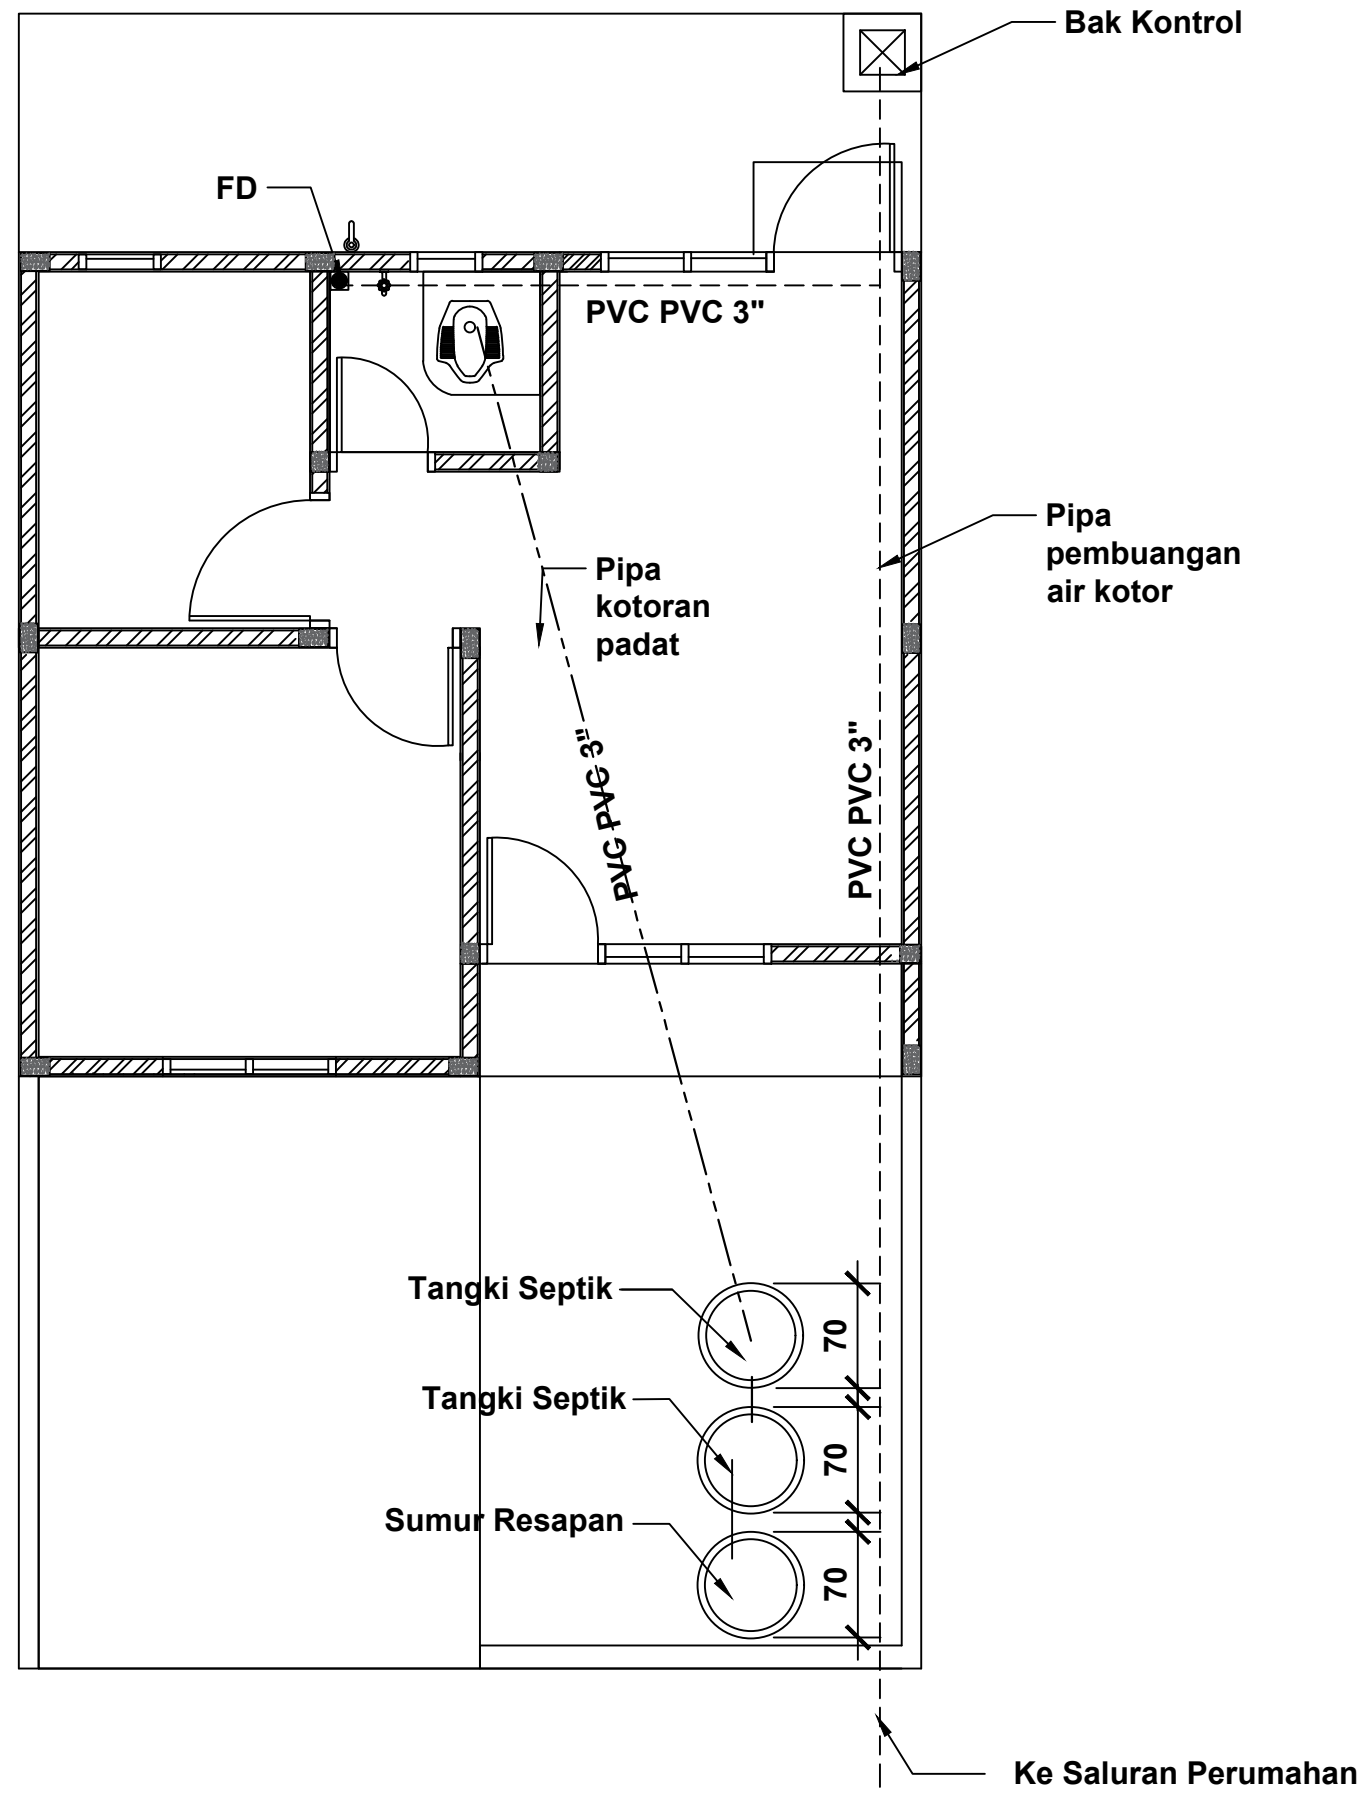 Bak Kontrol
FD
PVC PVC 3"
Pipa
pembuangan
air kotor
Pipa
kotoran
padat
PVC PVC 3"
PVC PVC 3"
Tangki Septik
70
Tangki Septik
70
Sumur Resapan
70
Ke Saluran Perumahan